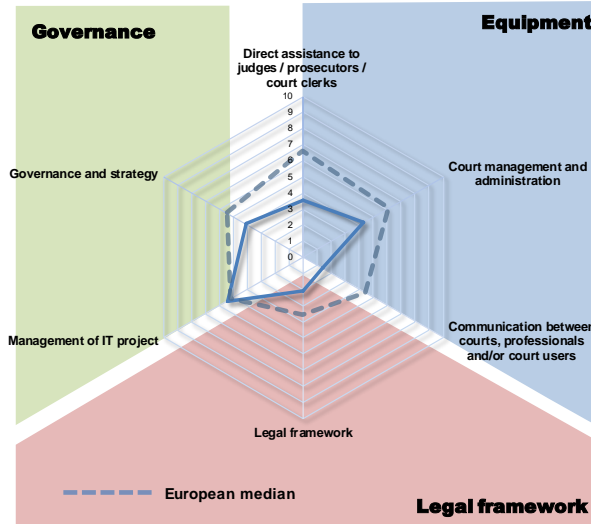 Governance
Equipment
Direct assistance to
judges / prosecutors /
court clerks
10
9
8
7
6
5
4
3
2
1
0
Governance and strategy
Court management and
administration
Management of IT project
Communication between
courts, professionals
and/or court users
Legal framework
European median
Legal framework